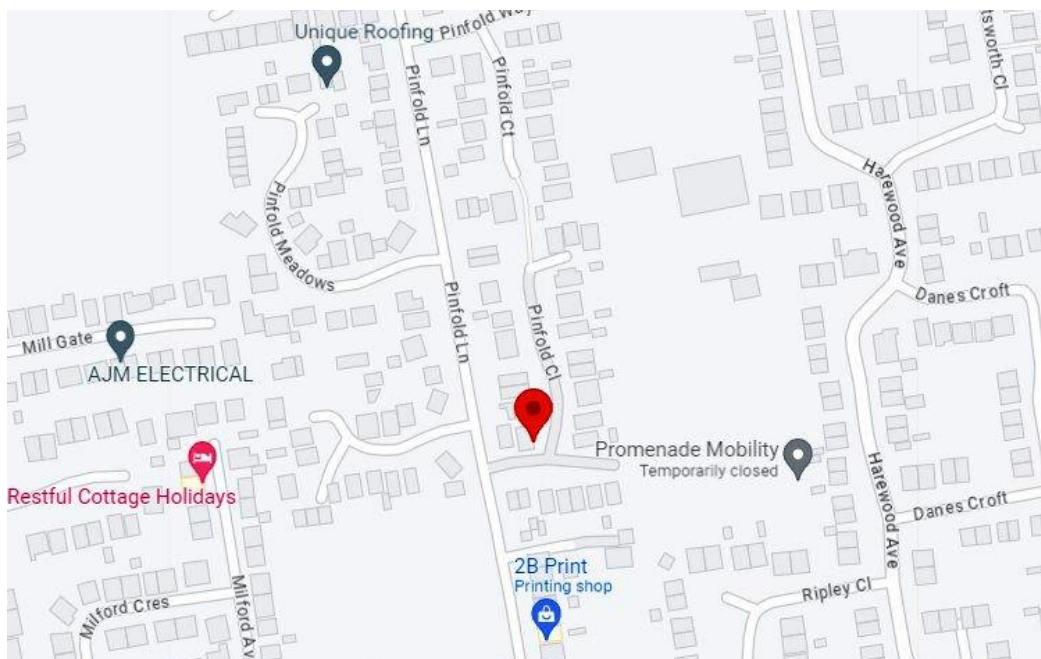 Unique Roofing
Pinfold Way
Pinfold Ln
Pinfold Ct
tsworth Cl
Harewood Ave
Pinfold Meadows
Pinfold Ln
Danes Croft
Mill Gate
AJM ELECTRICAL
Pinfold Cl
Promenade Mobility
Temporarily closed
Restful Cottage Holidays
Harewood Ave
Danes Croft
2B Print
Printing shop
Ripley Cl
Milford Cres
Milford Av